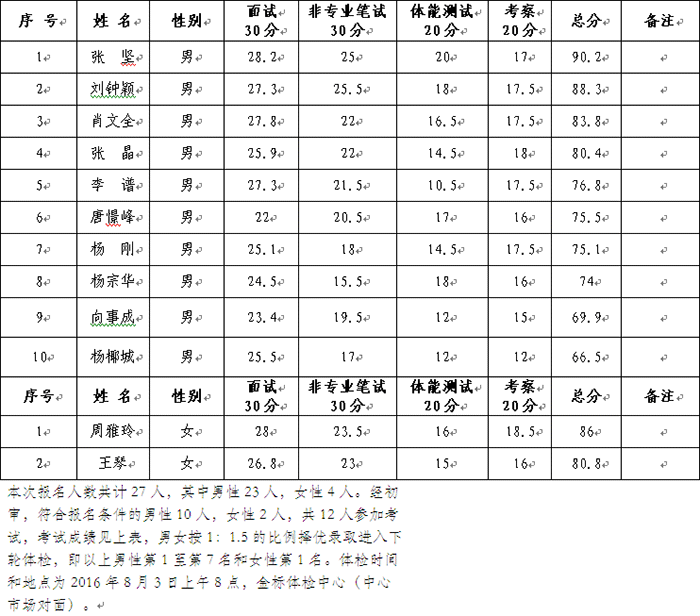 序 号 姓 名 性别 面试 30分 非专业笔试 30分 体能测试 20分 考察 20分 总分 备注
1 张 坚 男 28.2 25 20 17 90.2
2 刘钟颖 男 27.3 25.5 18 17.5 88.3
3 肖文全 男 27.8 22 16.5 17.5 83.8
4 张 晶 男 25.9 22 14.5 18 80.4
5 李 谱 男 27.3 21.5 10.5 17.5 76.8
6 唐憬峰 男 22 20.5 17 16 75.5
7 杨 刚 男 25.1 18 14.5 17.5 75.1
8 杨宗华 男 24.5 15.5 18 16 74
9 向事成 男 23.4 19.5 12 15 69.9
10 杨椰城 男 25.5 17 12 12 66.5
序号 姓 名 性别 面试 30分 非专业笔试 30分 体能测试 20分 考察 20分 总分 备注
1 周雅玲 女 28 23.5 16 18.5 86
2 王琴 女 26.8 23 15 16 80.8
本次报名人数共计27人，其中男性23人，女性4人。经初
审，符合报名条件的男性10人，女性2人，共12人参加考
试，考试成绩见上表，男女按1：1.5的比例择优录取进入下
轮体检，即以上男性第1至第7名和女性第1名。体检时间
和地点为2016年8月3日上午8点，金标体检中心（中心
市场对面）。